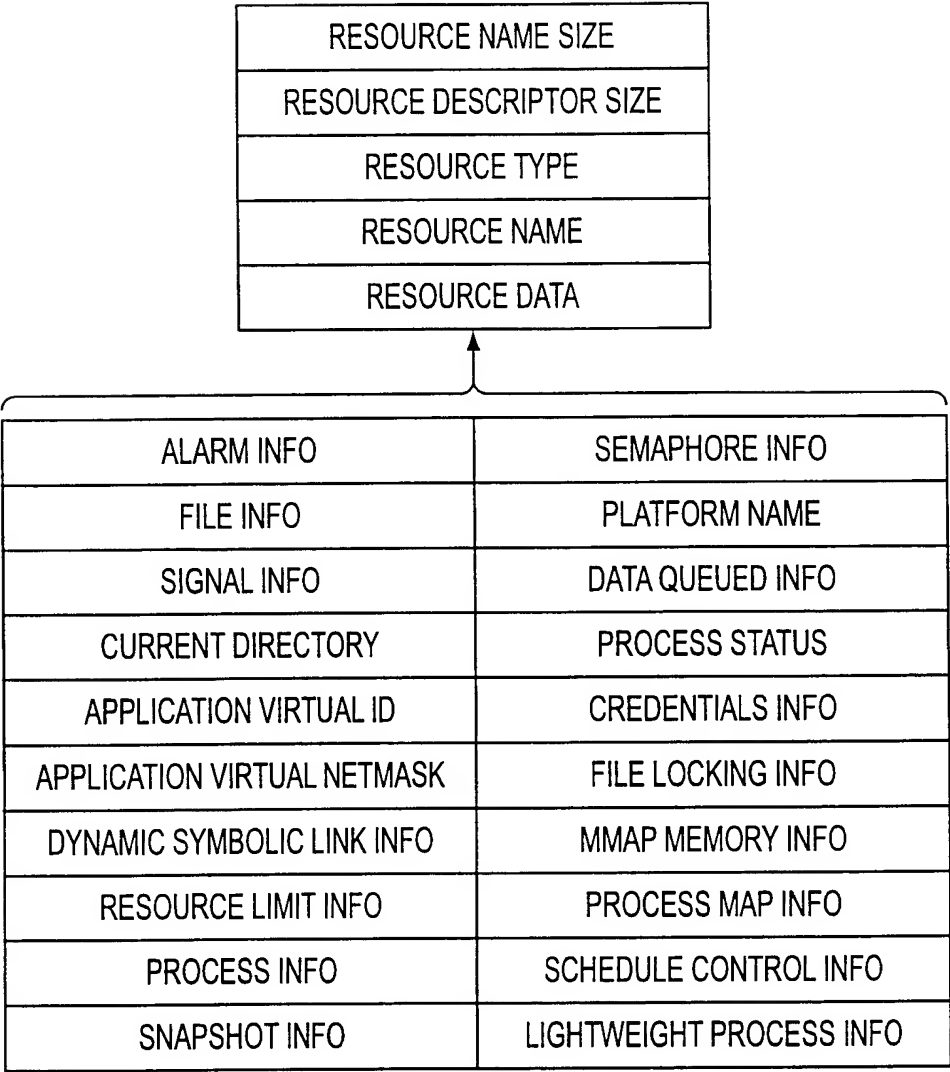 RESOURCE NAME SIZE
RESOURCE DESCRIPTOR SIZE
RESOURCE TYPE
RESOURCE NAME
RESOURCE DATA
ALARM INFO
SEMAPHORE INFO
FILE INFO
PLATFORM NAME
SIGNAL INFO
DATA QUEUED INFO
CURRENT DIRECTORY
PROCESS STATUS
APPLICATION VIRTUAL ID
CREDENTIALS INFO
APPLICATION VIRTUAL NETMASK
FILE LOCKING INFO
DYNAMIC SYMBOLIC LINK INFO
MMAP MEMORY INFO
RESOURCE LIMIT INFO
PROCESS MAP INFO
PROCESS INFO
SCHEDULE CONTROL INFO
SNAPSHOT INFO
LIGHTWEIGHT PROCESS INFO